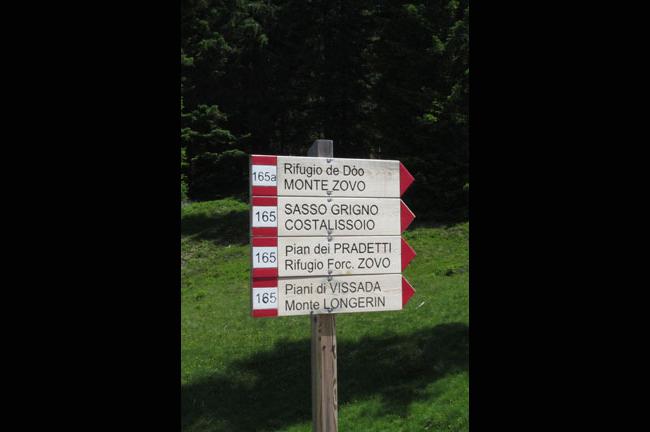 165a Rifugio de Dòo
MONTE ZOVO
165 SASSO GRIGNO
COSTALISSOIO
165 Pian dei PRADETTI
Rifugio Forc. ZOVO
165 Piani di VISSADA
Monte LONGERIN